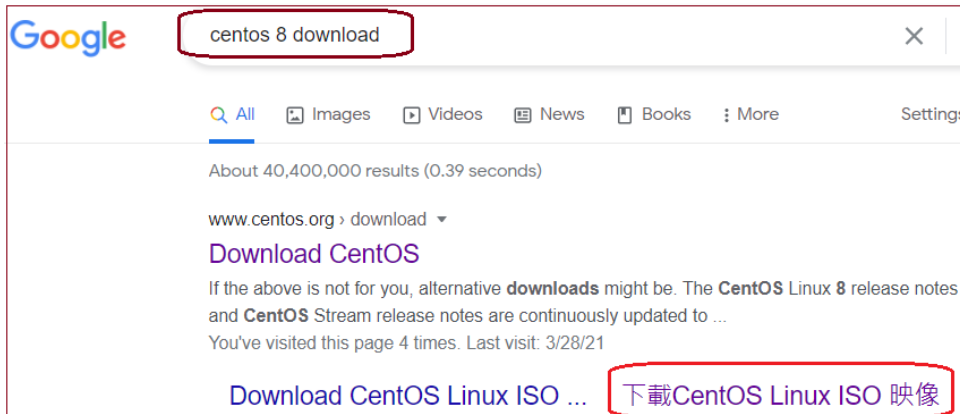 Google centos 8 download
All Images Videos News Books More Settings
About 40,400,000 results (0.39 seconds)
www.centos.org › download
Download CentOS
If the above is not for you, alternative downloads might be. The CentOS Linux 8 release notes
and CentOS Stream release notes are continuously updated to ...
You've visited this page 4 times. Last visit: 3/28/21
Download CentOS Linux ISO ... 下載CentOS Linux ISO 映像